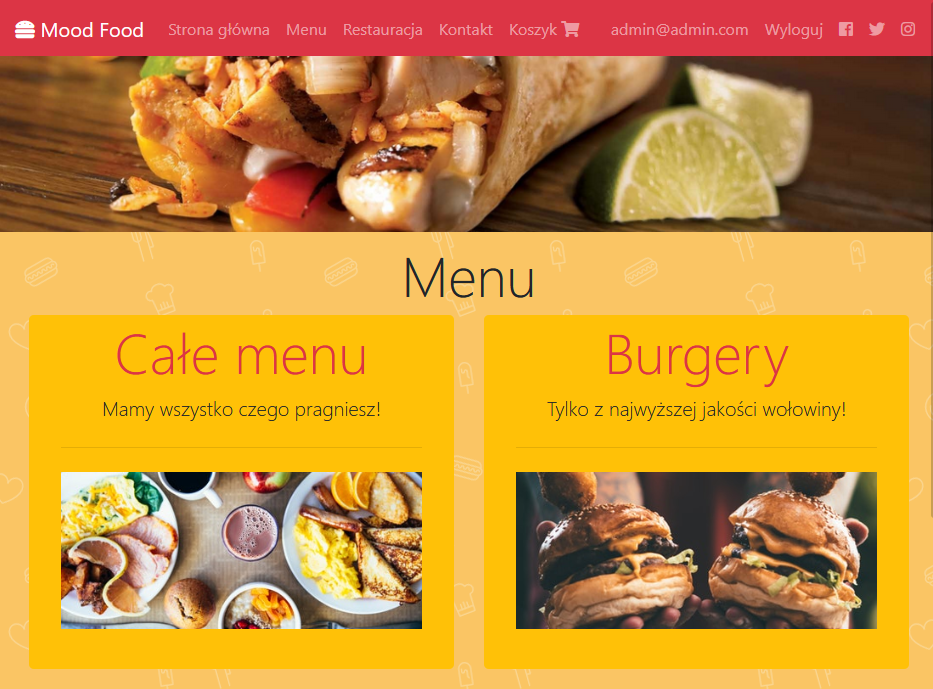 Mood Food Strona główna Menu Restauracja Kontakt Koszyk admin@admin.com Wyloguj
Menu
Całe menu
Mamy wszystko czego pragniesz!
Burgery
Tylko z najwyższej jakości wołowiny!